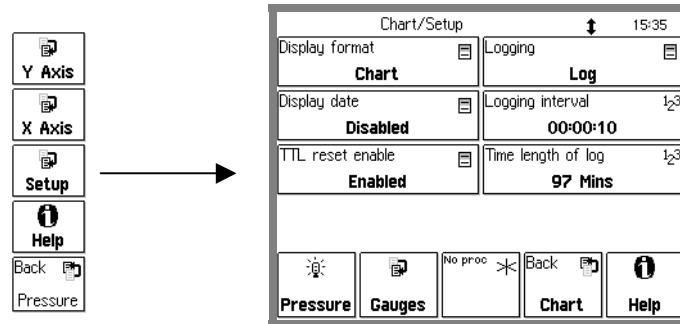 Y Axis
X Axis
Setup
Help
Back
Pressure
Chart/Setup 15:35
Display format
Chart
Logging
Log
Display date
Disabled
Logging interval 123
00:00:10
TTL reset enable
Enabled
Time length of log 123
97 Mins
Pressure
Gauges
No proc
Back
Chart
Help